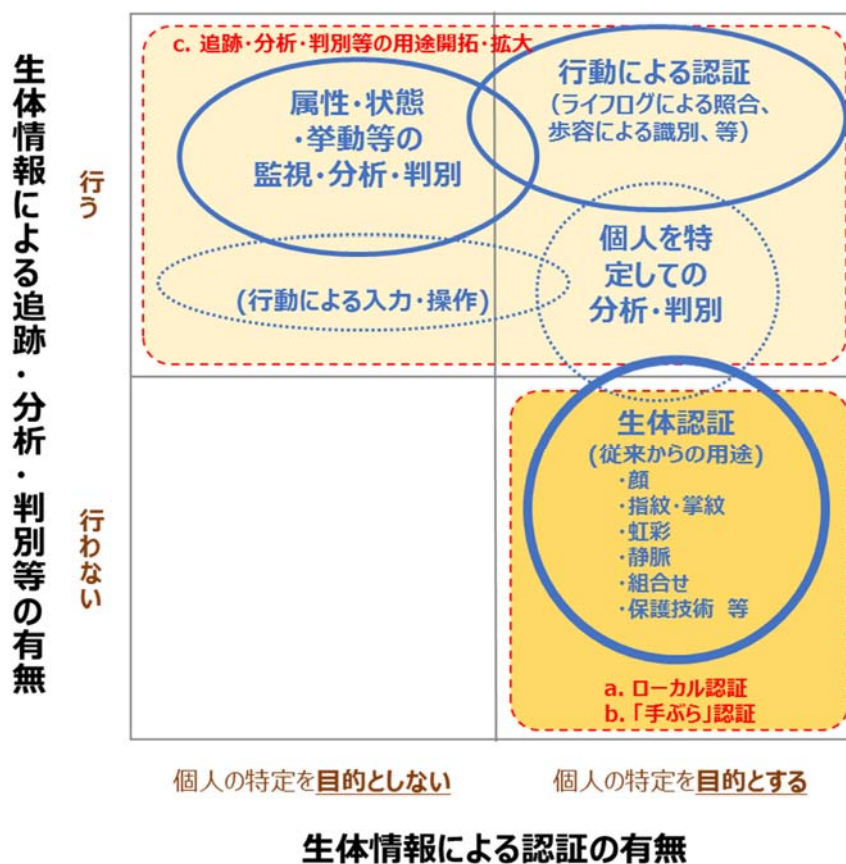 生体情報による追跡・分析・判別等の有無
行う
行わない
c. 追跡・分析・判別等の用途開拓・拡大
属性・状態
・挙動等の
監視・分析・判別
行動による認証
（ライフログによる照合、
歩容による識別、等）
(行動による入力・操作)
個人を特
定しての
分析・判別
生体認証
(従来からの用途)
・顔
・指紋・掌紋
・虹彩
・静脈
・組合せ
・保護技術 等
a. ローカル認証
b. 「手ぶら」認証
個人の特定を目的としない
個人の特定を目的とする
生体情報による認証の有無